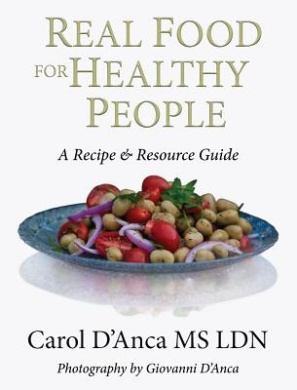 REAL FOOD
FOR HEALTHY
PEOPLE
A Recipe & Resource Guide
Carol D'Anca MS LDN
Photography by Giovanni D'Anca